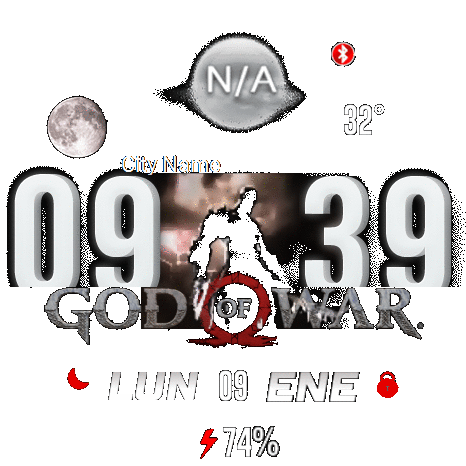 N/A
32°
City Name
09 39
GOD OF WAR.
LUN 09 ENE
74%